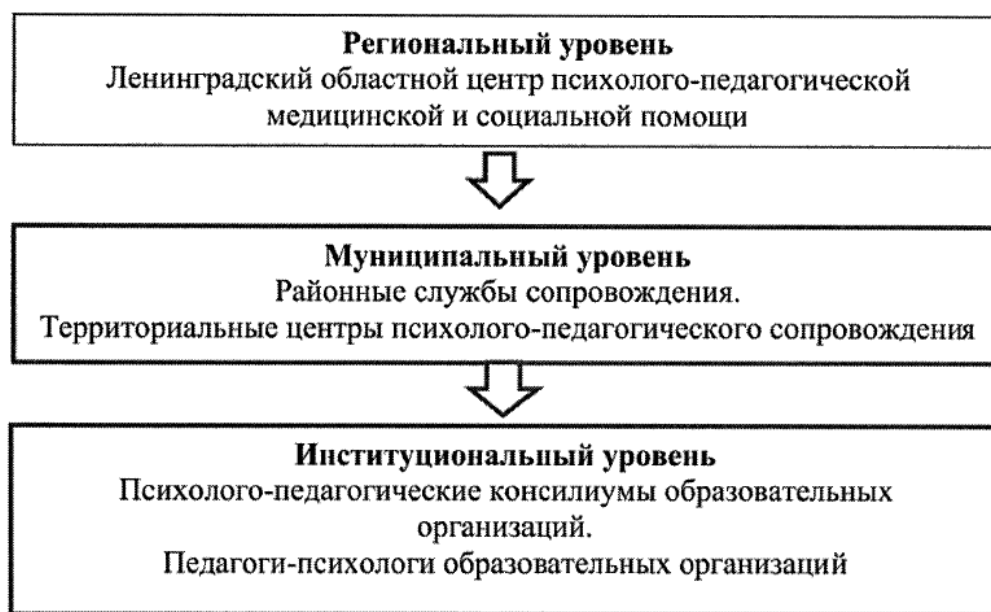 Региональный уровень
Ленинградский областной центр психолого-педагогической
медицинской и социальной помощи
Муниципальный уровень
Районные службы сопровождения.
Территориальные центры психолого-педагогического сопровождения
Институциональный уровень
Психолого-педагогические консилиумы образовательных
организаций.
Педагоги-психологи образовательных организаций